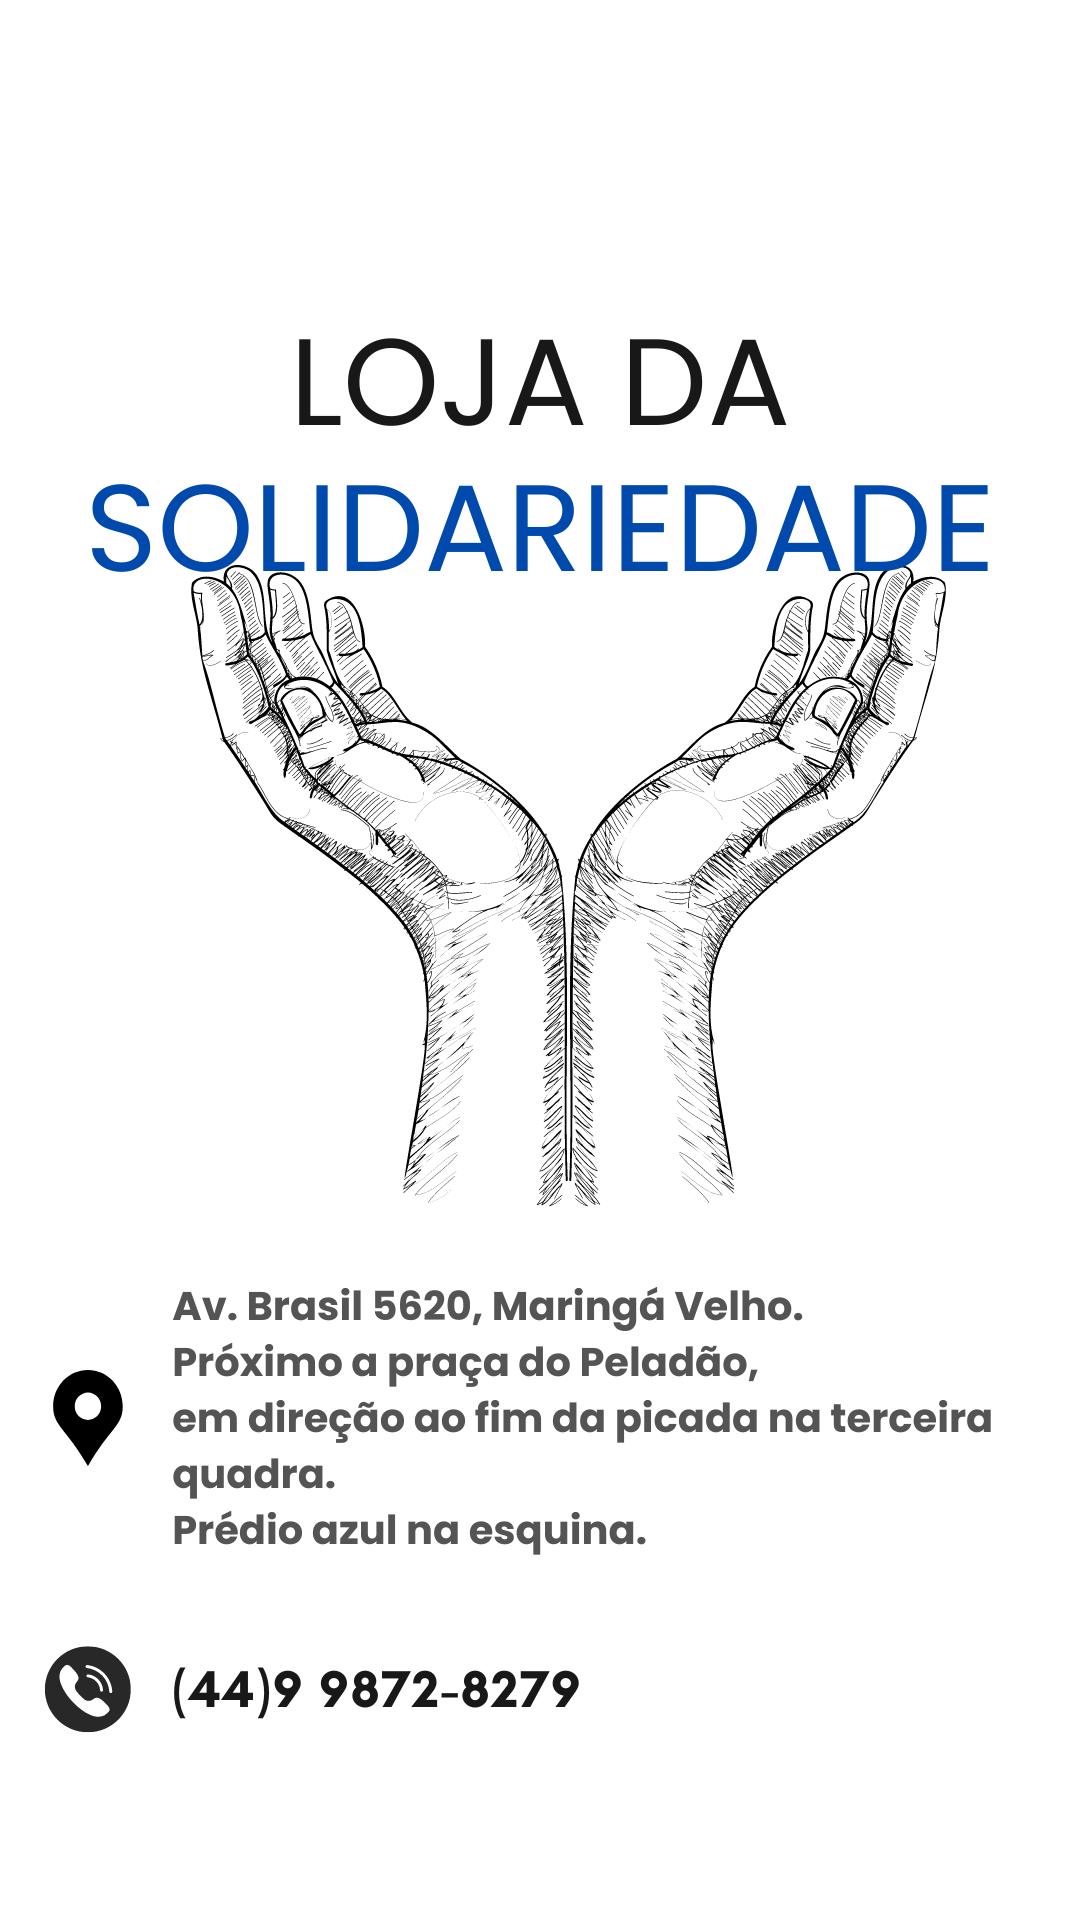 LOJA DA
SOLIDARIEDADE
Av. Brasil 5620, Maringá Velho.
Próximo a praça do Peladão,
em direção ao fim da picada na terceira
quadra.
Prédio azul na esquina.
(44)9 9872-8279